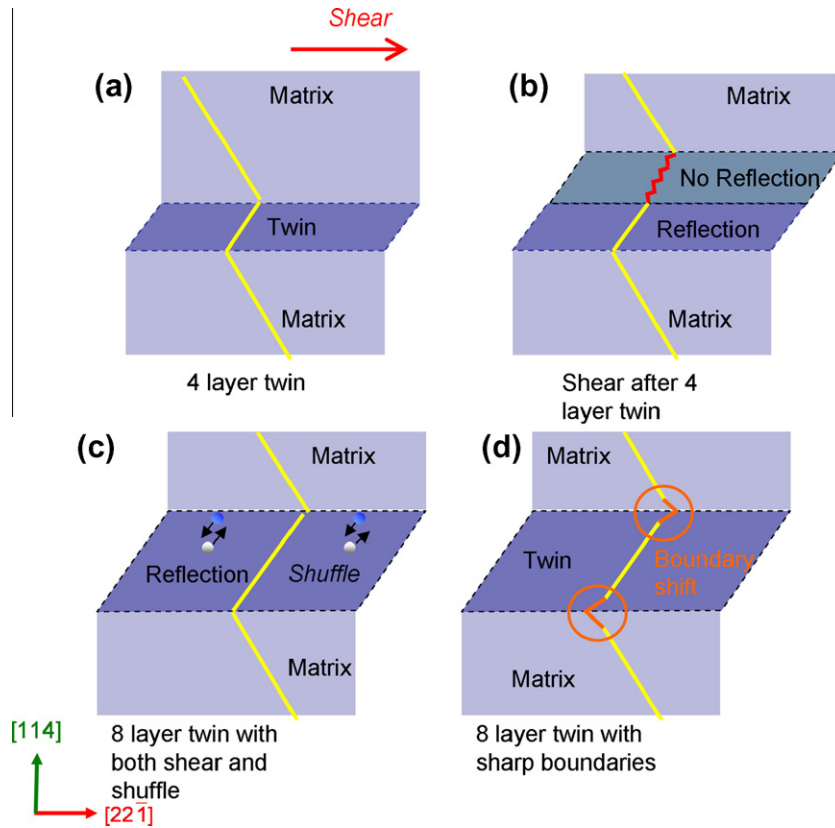 Shear
(a)
Matrix
Twin
Matrix
4 layer twin
(b)
Matrix
No Reflection
Reflection
Matrix
Shear after 4
layer twin
(c)
Matrix
Reflection
Shuffle
Matrix
8 layer twin with
both shear and
shuffle
(d)
Matrix
Twin
Boundary
shift
Matrix
8 layer twin with
sharp boundaries
[114]
[221̄]